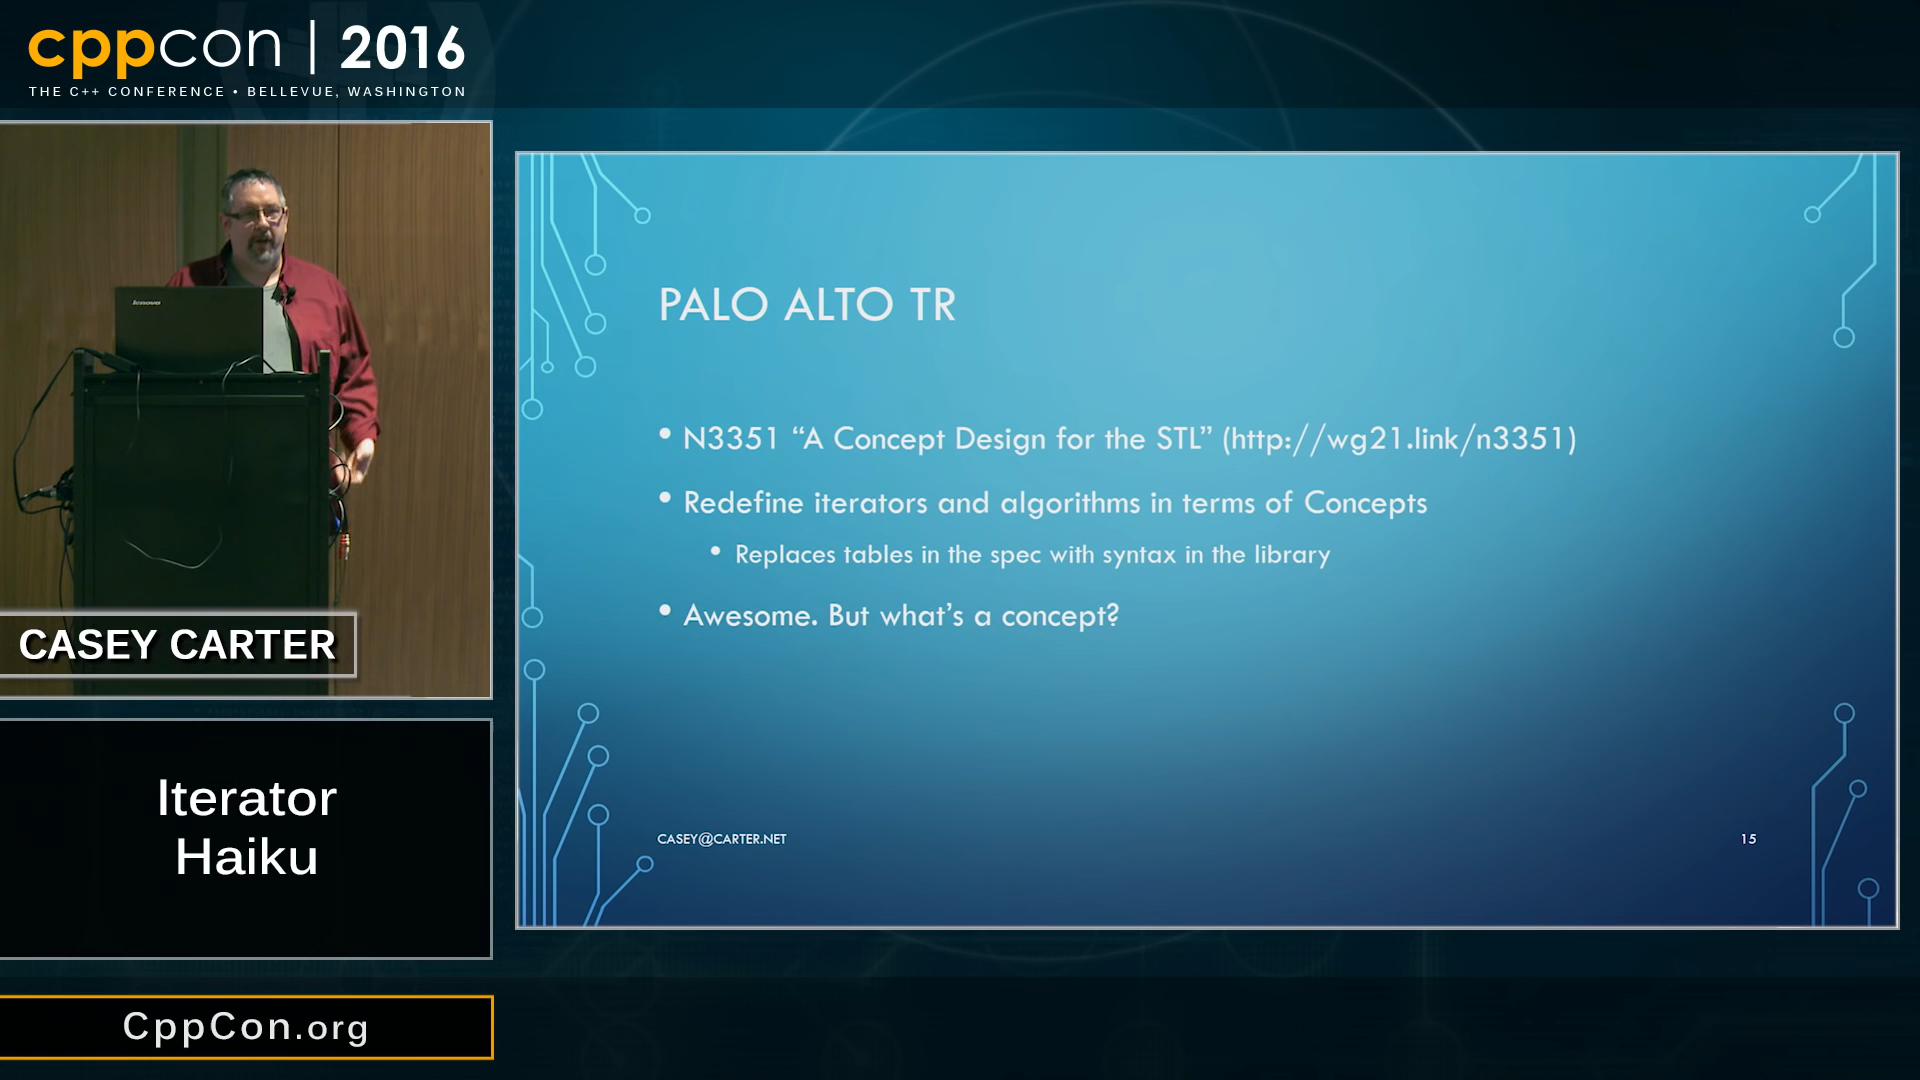 cppcon | 2016
THE C++ CONFERENCE • BELLEVUE, WASHINGTON
lenovo
CASEY CARTER
Iterator
Haiku
CppCon.org
PALO ALTO TR
• N3351 “A Concept Design for the STL” (http://wg21.link/n3351)
• Redefine iterators and algorithms in terms of Concepts
• Replaces tables in the spec with syntax in the library
• Awesome. But what’s a concept?
CASEY@CARTER.NET
15